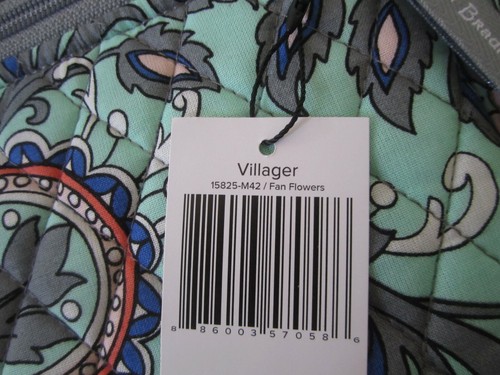 Villager
15825-M42 / Fan Flowers
8 86003 57058 6